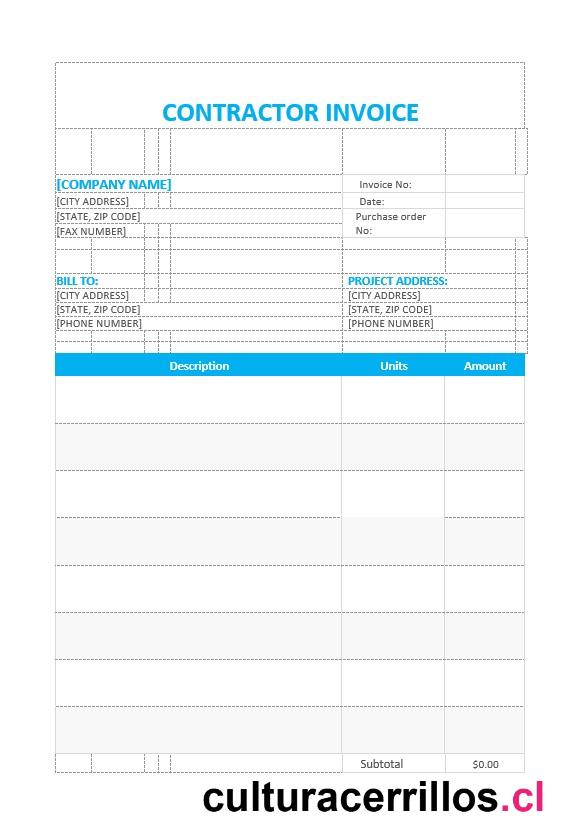 CONTRACTOR INVOICE
[COMPANY NAME]
Invoice No:
[CITY ADDRESS]
Date:
[STATE, ZIP CODE]
Purchase order
[FAX NUMBER]
No:
BILL TO:
PROJECT ADDRESS:
[CITY ADDRESS]
[CITY ADDRESS]
[STATE, ZIP CODE]
[STATE, ZIP CODE]
[PHONE NUMBER]
[PHONE NUMBER]
Description Units Amount
Subtotal $0.00
culturacerrillos.cl